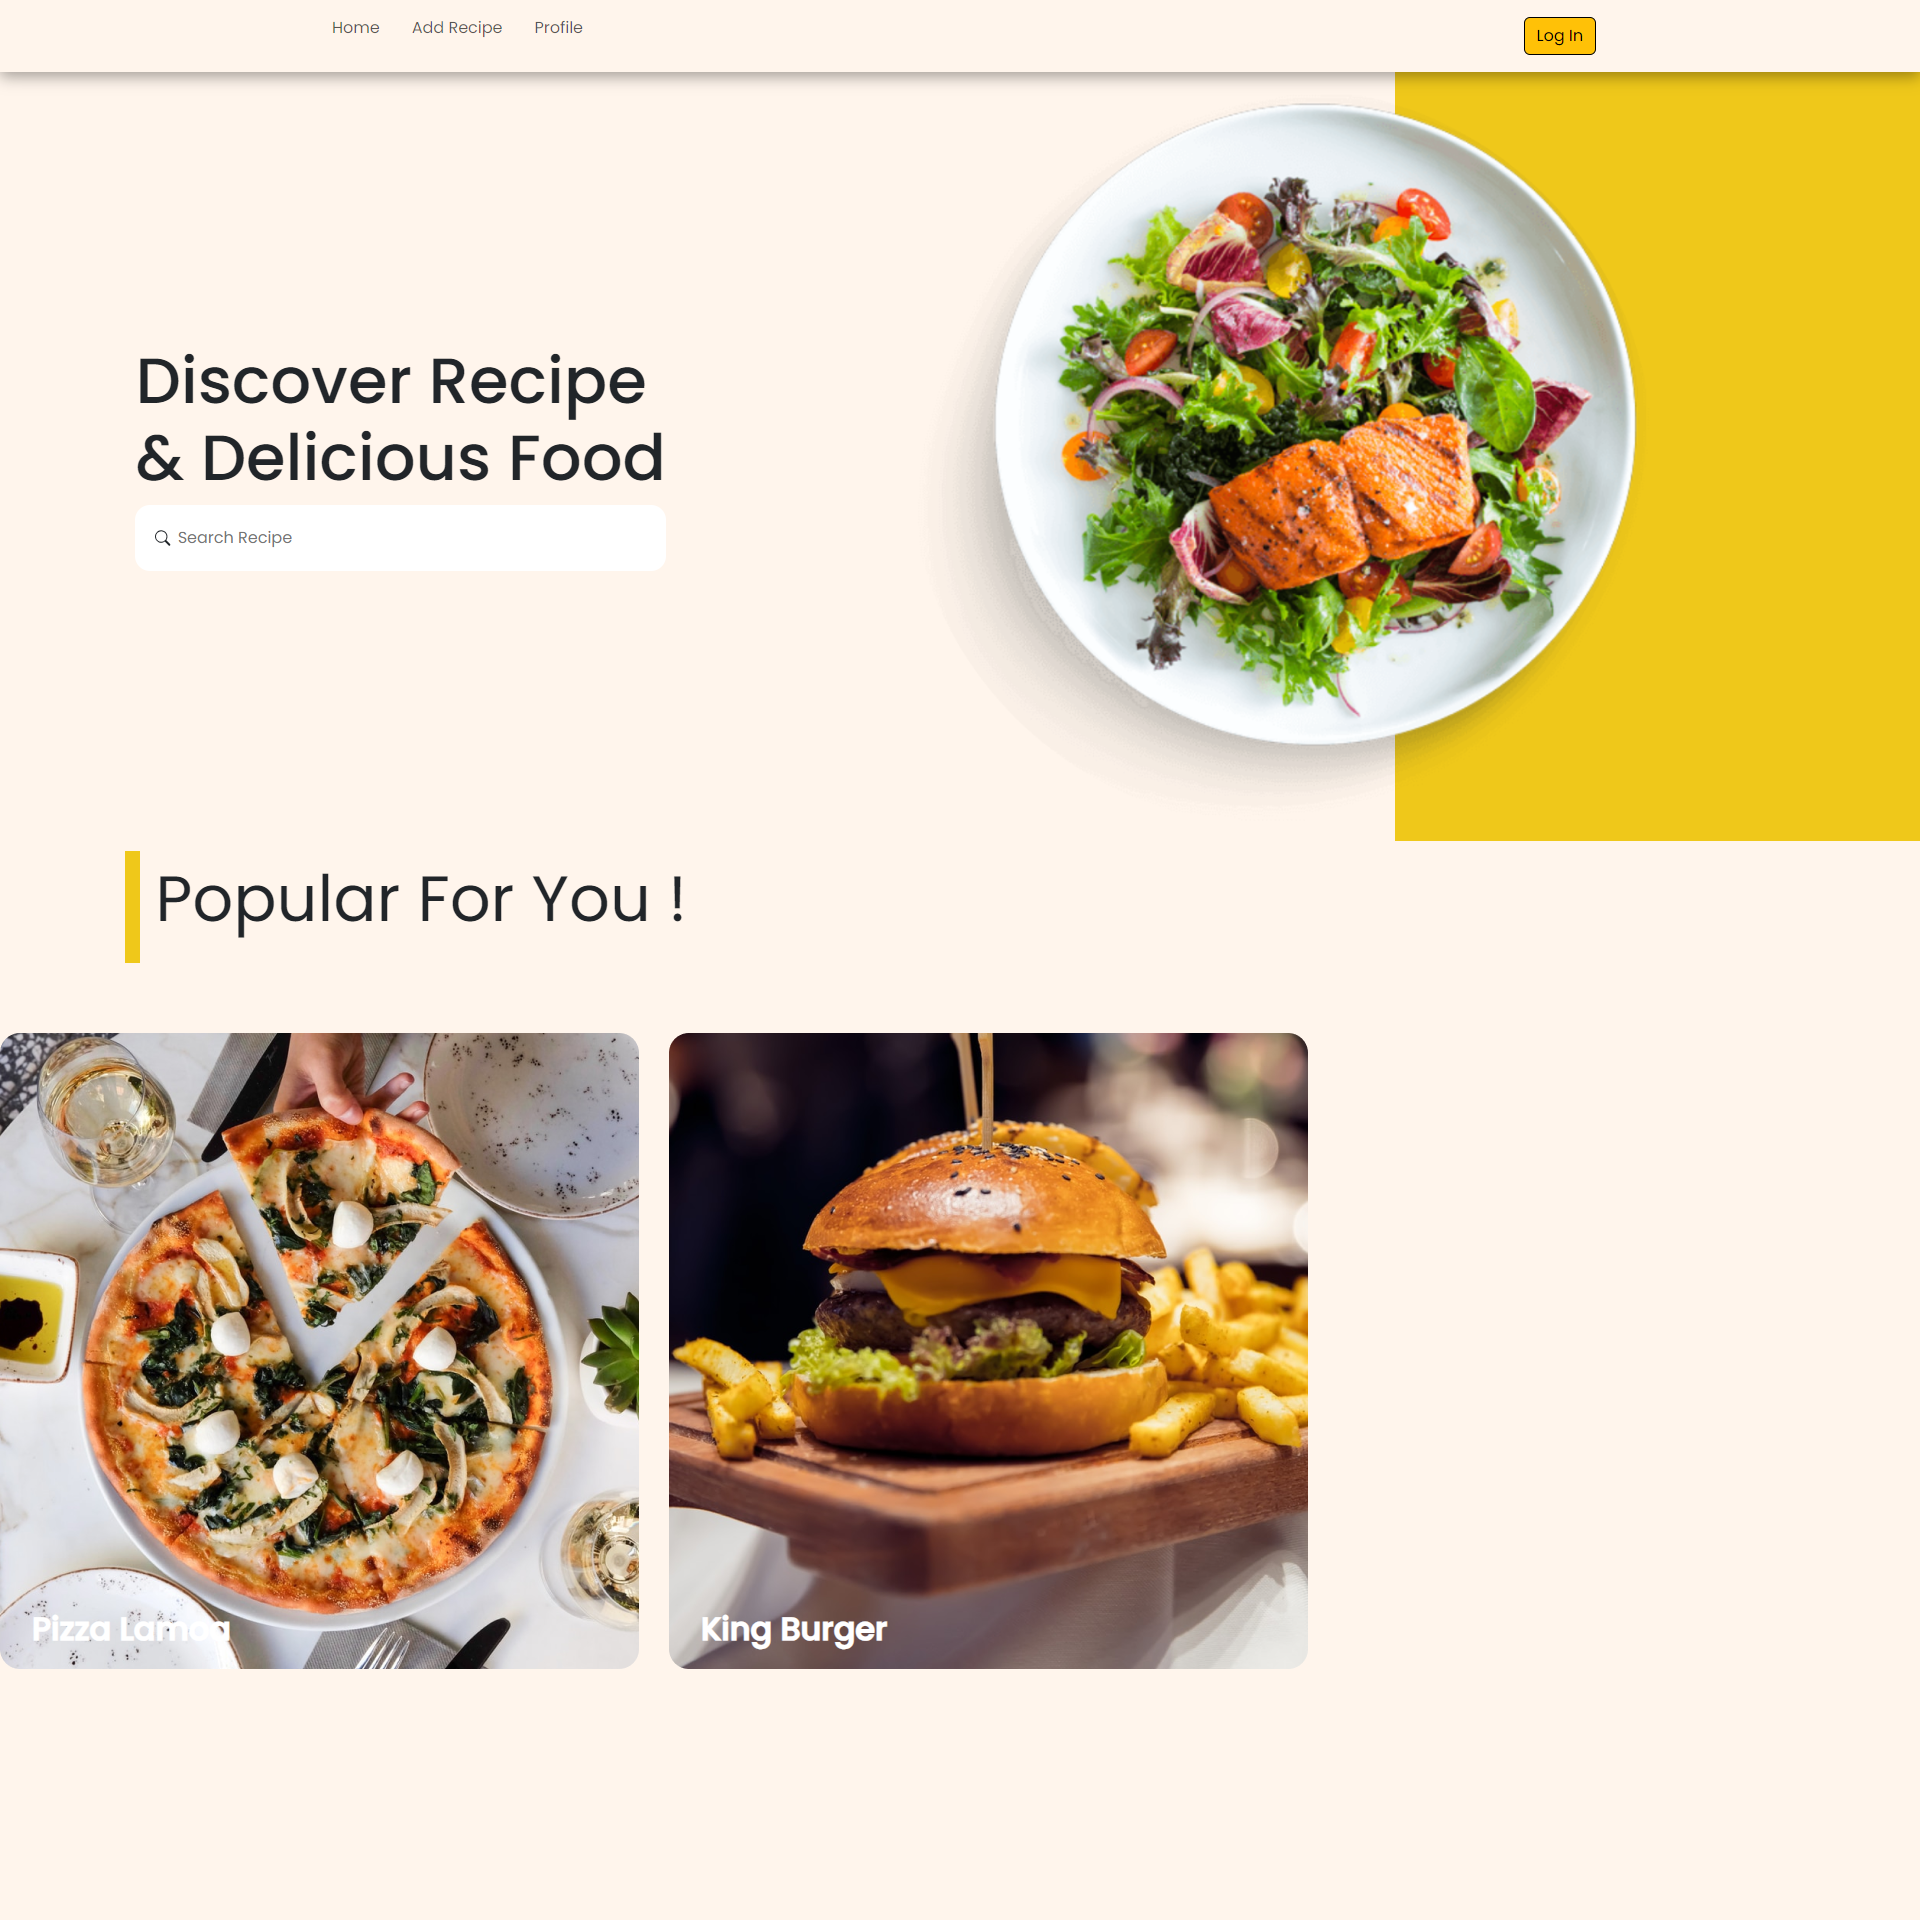 Home
Add Recipe
Profile
Log In
Discover Recipe
& Delicious Food
Search Recipe
Popular For You !
Pizza Lamoa
King Burger